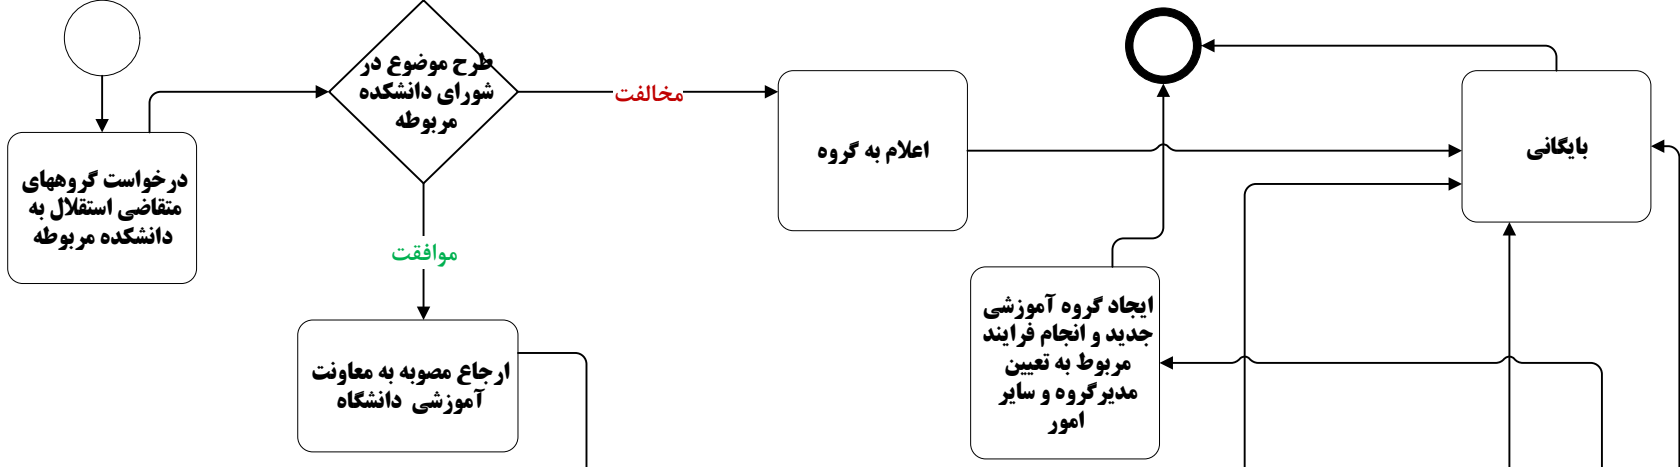 طرح موضوع در
شورای دانشکده
مربوطه
مخالفت
اعلام به گروه
بایگانی
درخواست گروههای
متقاضی استقلال به
دانشکده مربوطه
موافقت
ارجاع مصوبه به معاونت
آموزشی دانشگاه
ایجاد گروه آموزشی
جدید و انجام فرایند
مربوط به تعیین
مدیرگروه و سایر
امور